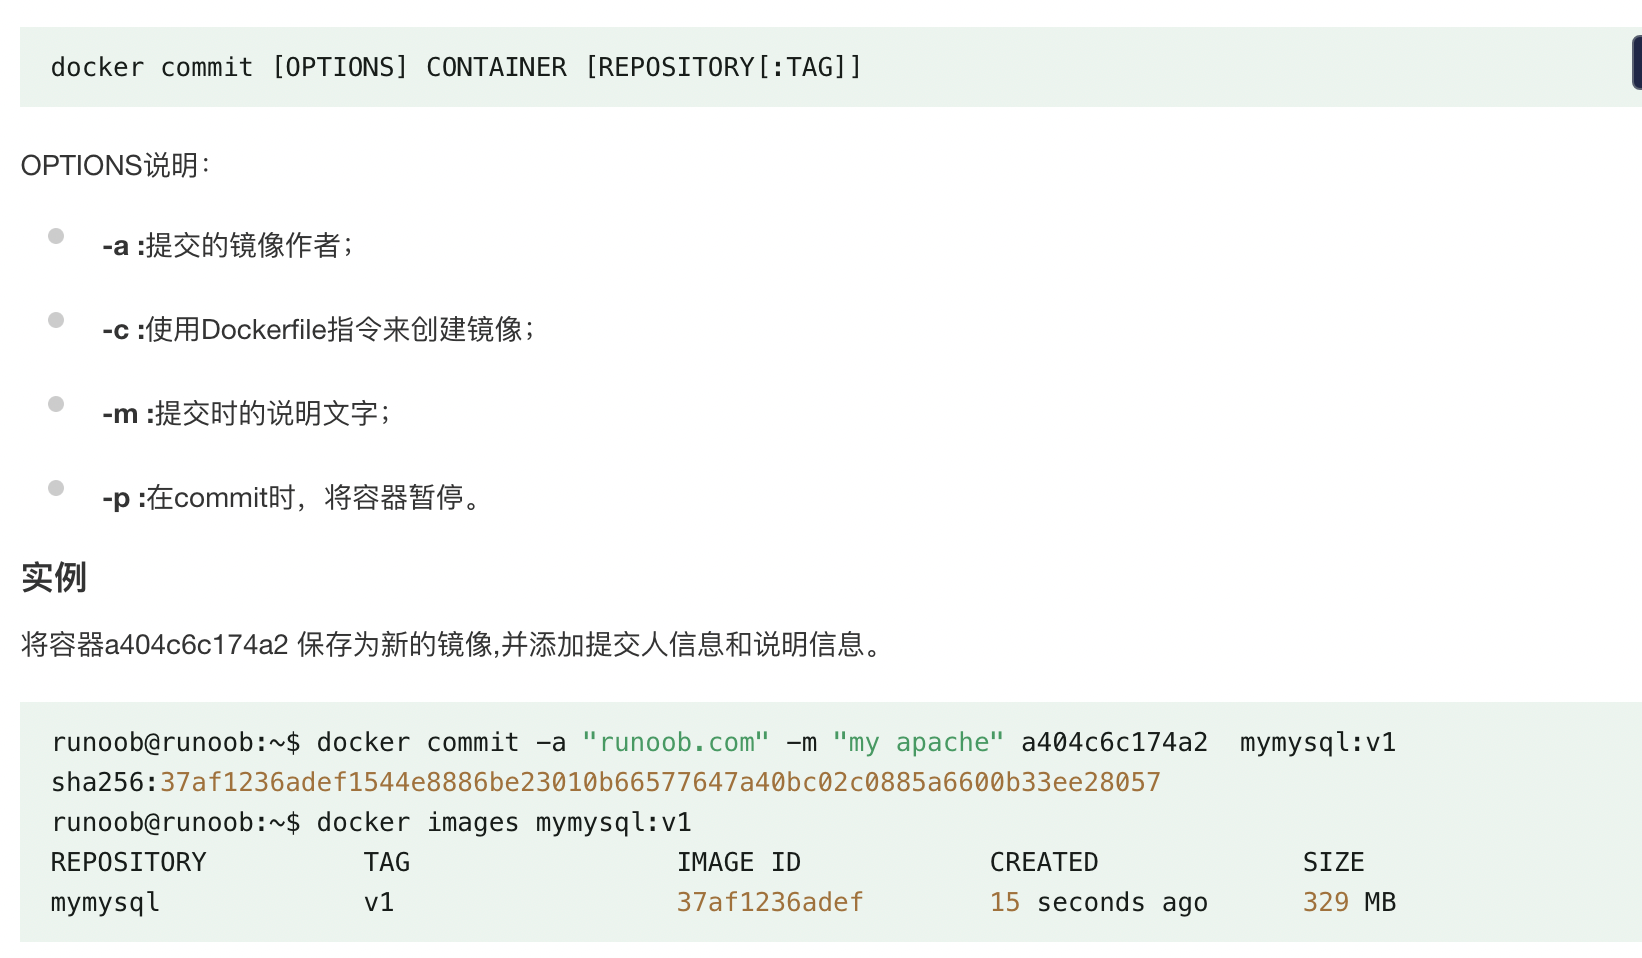 docker commit [OPTIONS] CONTAINER [REPOSITORY[:TAG]]
OPTIONS说明：
-a :提交的镜像作者；
-c :使用Dockerfile指令来创建镜像；
-m :提交时的说明文字；
-p :在commit时，将容器暂停。
实例
将容器a404c6c174a2 保存为新的镜像,并添加提交人信息和说明信息。
runoob@runoob:~$ docker commit -a "runoob.com" -m "my apache" a404c6c174a2  mymysql:v1
sha256:37af1236adef1544e8886be23010b66577647a40bc02c0885a6600b33ee28057
runoob@runoob:~$ docker images mymysql:v1
REPOSITORY          TAG                 IMAGE ID            CREATED             SIZE
mymysql             v1                  37af1236adef        15 seconds ago      329 MB